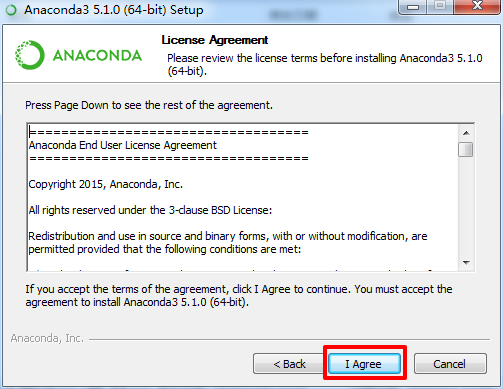 Anaconda3 5.1.0 (64-bit) Setup
ANACONDA
License Agreement
Please review the license terms before installing Anaconda3 5.1.0
(64-bit).
Press Page Down to see the rest of the agreement.
=====================================
Anaconda End User License Agreement
=====================================
Copyright 2015, Anaconda, Inc.
All rights reserved under the 3-clause BSD License:
Redistribution and use in source and binary forms, with or without modification, are
permitted provided that the following conditions are met:
If you accept the terms of the agreement, click I Agree to continue. You must accept the
agreement to install Anaconda3 5.1.0 (64-bit).
Anaconda, Inc.
< Back
I Agree
Cancel